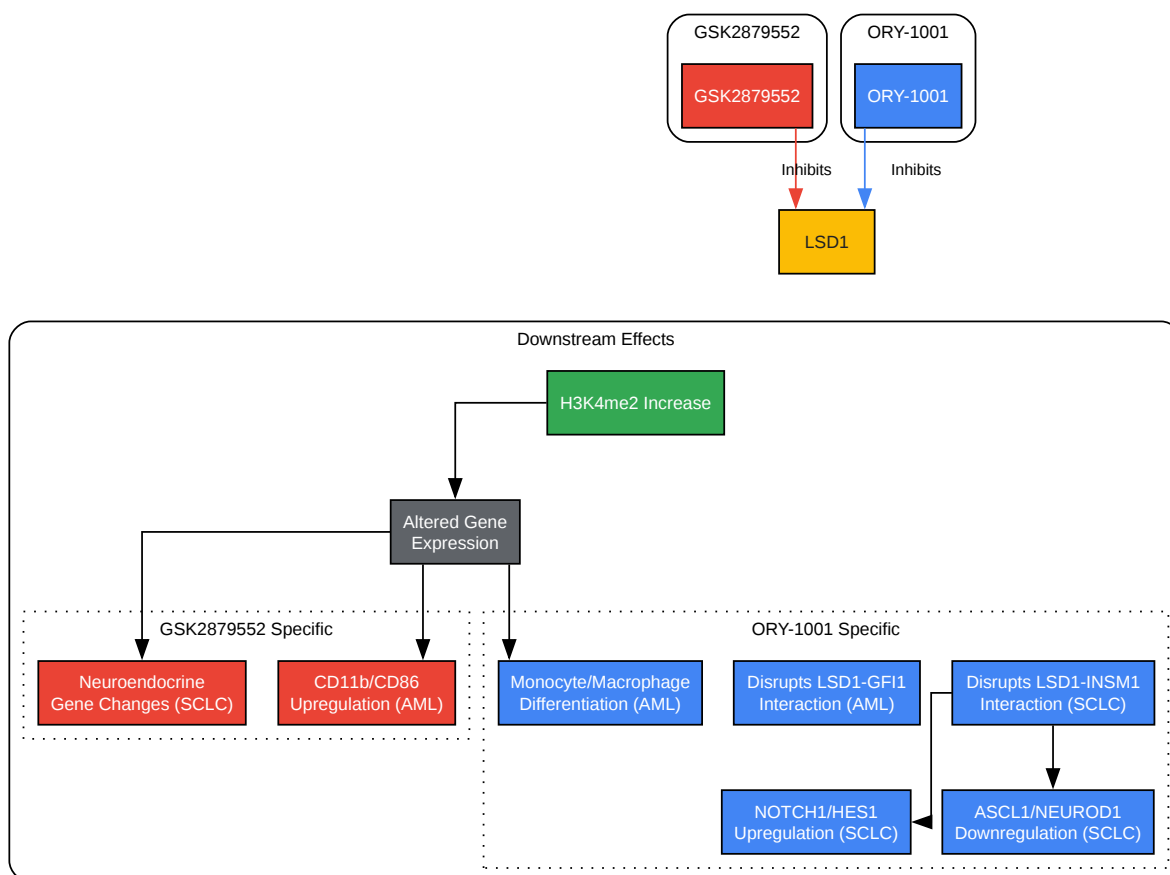 GSK2879552
ORY-1001
GSK2879552
ORY-1001
Inhibits
Inhibits
LSD1
Downstream Effects
H3K4me2 Increase
Altered Gene
Expression
GSK2879552 Specific
ORY-1001 Specific
Neuroendocrine
Gene Changes (SCLC)
CD11b/CD86
Upregulation (AML)
Monocyte/Macrophage
Differentiation (AML)
Disrupts LSD1-GFI1
Interaction (AML)
Disrupts LSD1-INSM1
Interaction (SCLC)
NOTCH1/HES1
Upregulation (SCLC)
ASCL1/NEUROD1
Downregulation (SCLC)